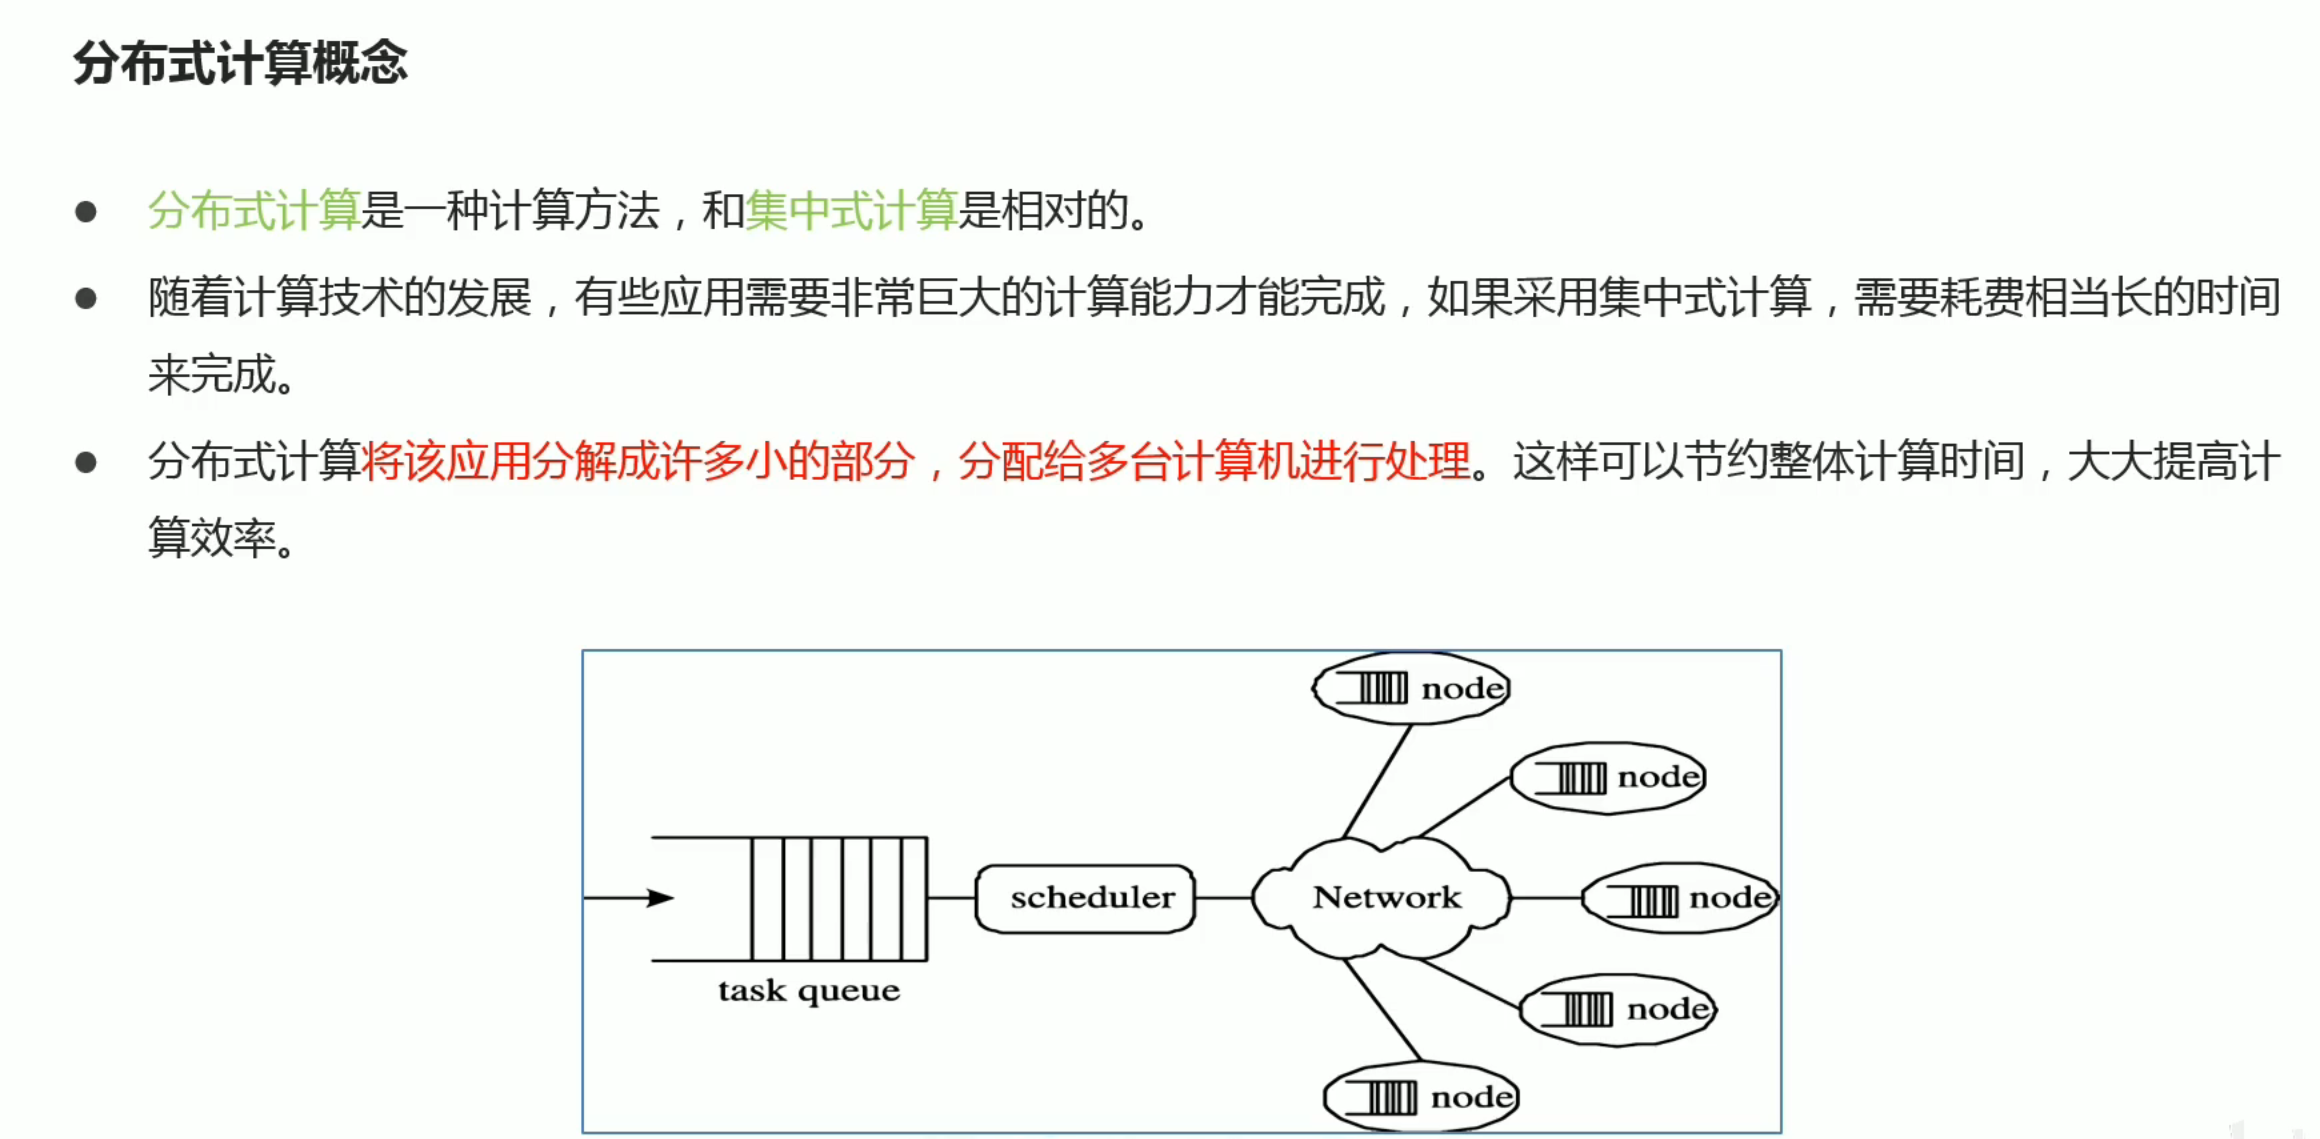 分布式计算概念
● 分布式计算是一种计算方法，和集中式计算是相对的。
● 随着计算技术的发展，有些应用需要非常巨大的计算能力才能完成，如果采用集中式计算，需要耗费相当长的时间
来完成。
● 分布式计算将该应用分解成许多小的部分，分配给多台计算机进行处理。这样可以节约整体计算时间，大大提高计
算效率。
node
node
scheduler
Network
node
task queue
node
node